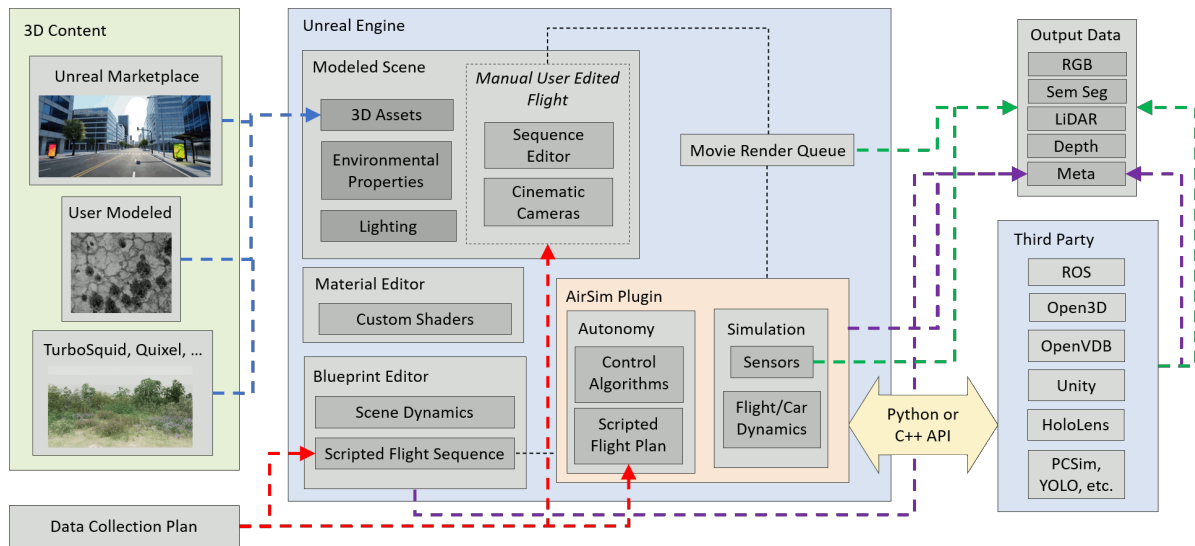 3D Content
Unreal Marketplace
User Modeled
TurboSquid, Quixel, ...
Data Collection Plan
Unreal Engine
Modeled Scene
3D Assets
Environmental
Properties
Lighting
Manual User Edited
Flight
Sequence
Editor
Cinematic
Cameras
Material Editor
Custom Shaders
Blueprint Editor
Scene Dynamics
Scripted Flight Sequence
Movie Render Queue
AirSim Plugin
Autonomy
Control
Algorithms
Scripted
Flight Plan
Simulation
Sensors
Flight/Car
Dynamics
Python or
C++ API
Output Data
RGB
Sem Seg
LiDAR
Depth
Meta
Third Party
ROS
Open3D
OpenVDB
Unity
HoloLens
PCSim,
YOLO, etc.